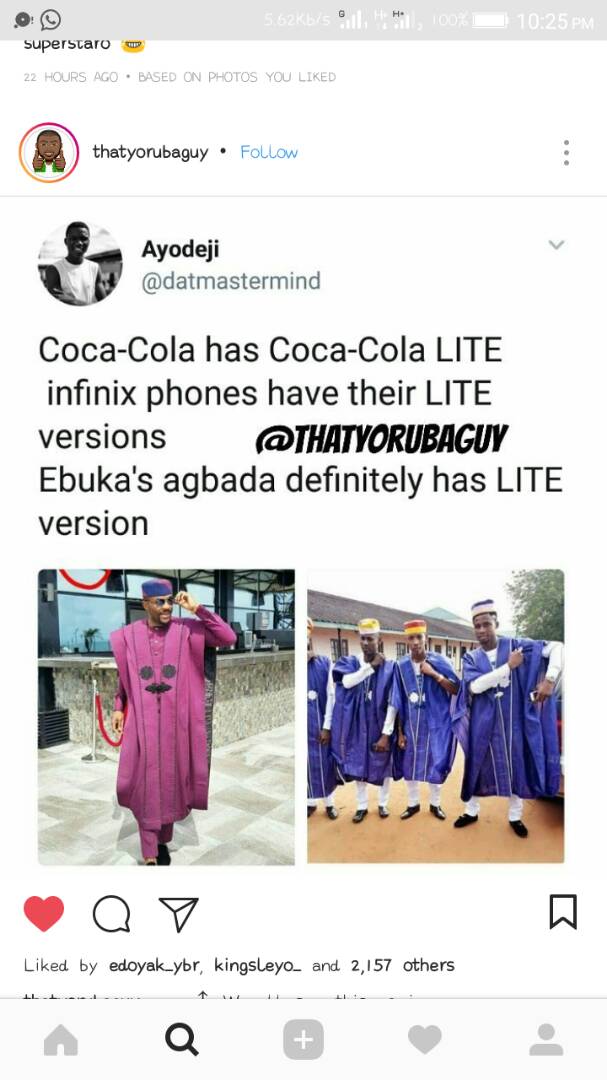 5.62Kb/s G H+ H+ 100% 10:25 PM
superstaro 😁
22 HOURS AGO • BASED ON PHOTOS YOU LIKED
thatyorubaguy • Follow
Ayodeji
@datmastermind
Coca-Cola has Coca-Cola LITE
infinix phones have their LITE
versions @THATYORUBAGUY
Ebuka's agbada definitely has LITE
version
Liked by edoyak_ybr, kingsleyo_ and 2,157 others